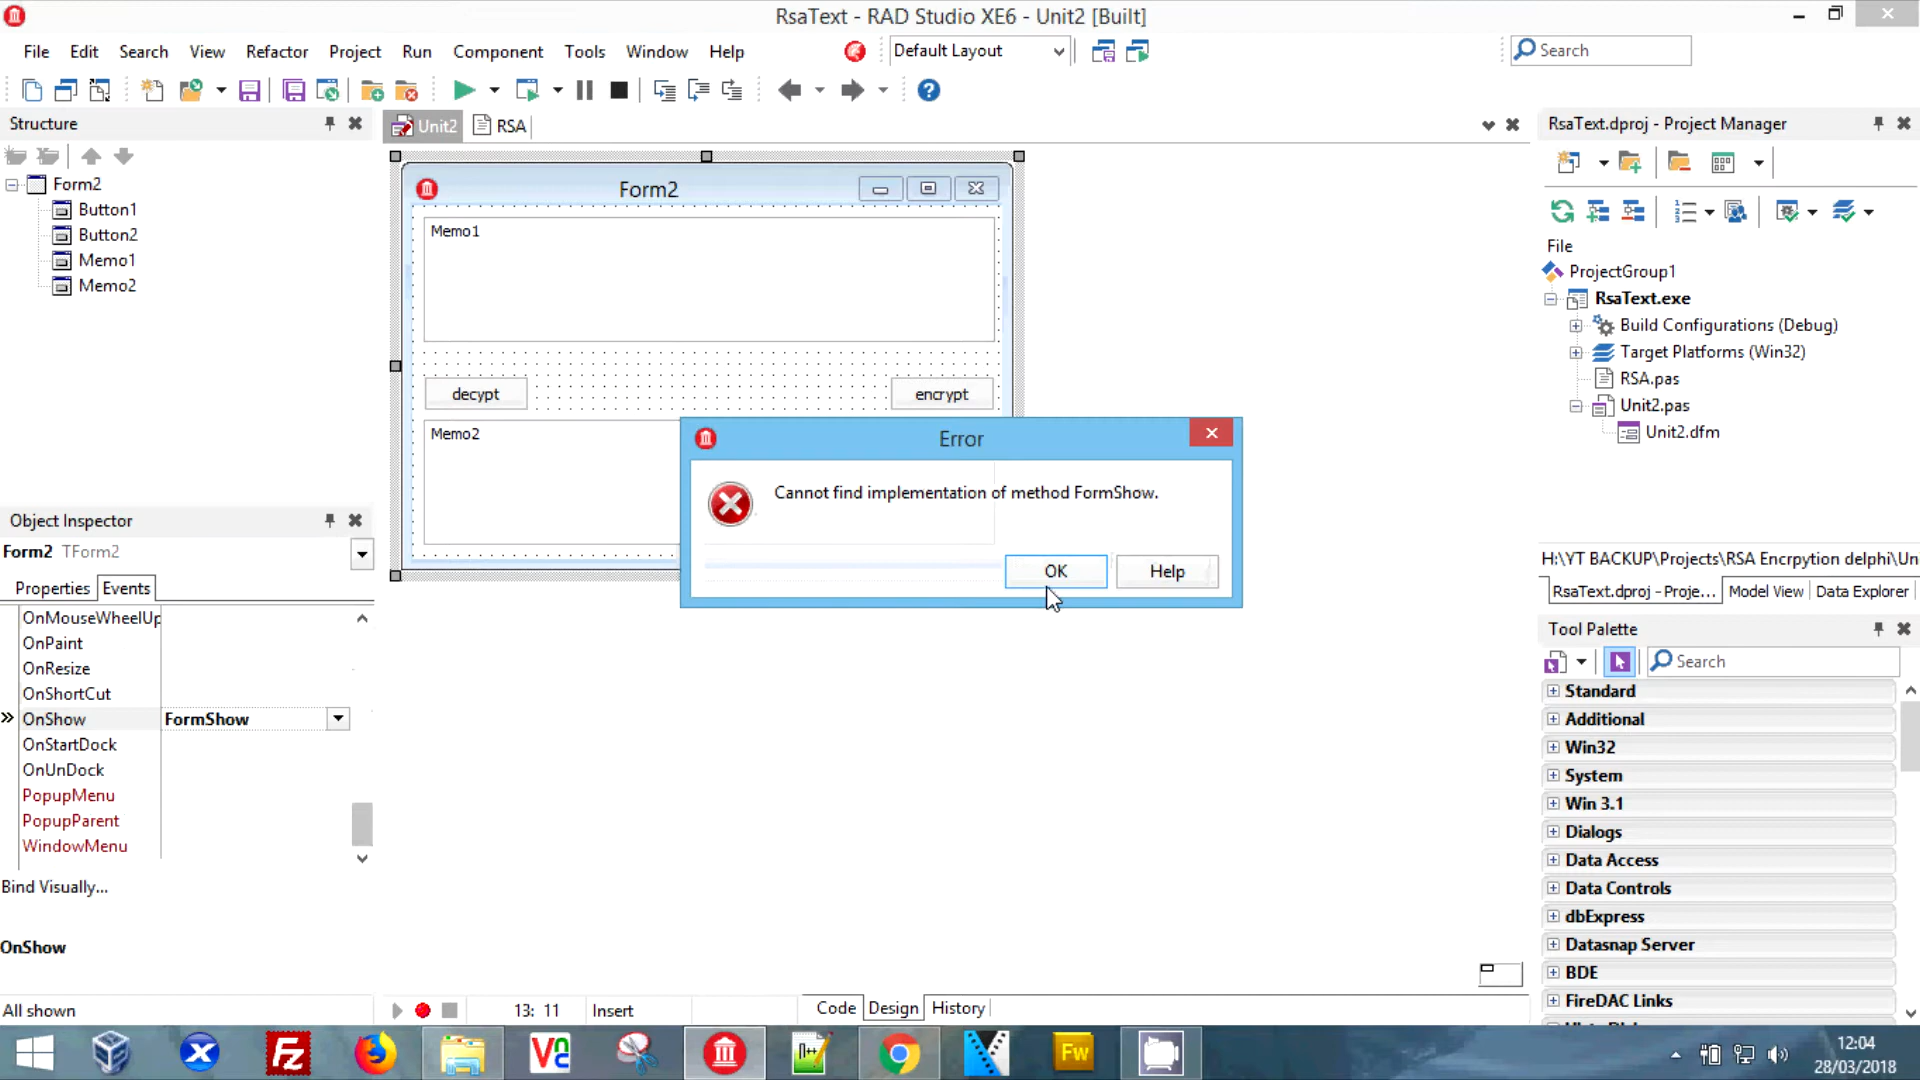 RsaText - RAD Studio XE6 - Unit2 [Built]
File Edit Search View Refactor Project Run Component Tools Window Help
Default Layout
Search
Structure
Form2
Button1
Button2
Memo1
Memo2
Unit2
RSA
Form2
Memo1
decypt
encrypt
Memo2
Error
Cannot find implementation of method FormShow.
OK
Help
Object Inspector
Form2 TForm2
Properties Events
OnMouseWheelUp
OnPaint
OnResize
OnShortCut
OnShow FormShow
OnStartDock
OnUnDock
PopupMenu
PopupParent
WindowMenu
Bind Visually...
OnShow
All shown
13: 11
Insert
Code Design History
RsaText.dproj - Project Manager
File
ProjectGroup1
RsaText.exe
Build Configurations (Debug)
Target Platforms (Win32)
RSA.pas
Unit2.pas
Unit2.dfm
H:\YT BACKUP\Projects\RSA Encrpytion delphi\Un
RsaText.dproj - Proje... Model View Data Explorer
Tool Palette
Search
Standard
Additional
Win32
System
Win 3.1
Dialogs
Data Access
Data Controls
dbExpress
Datasnap Server
BDE
FireDAC Links
Fw
12:04
28/03/2018